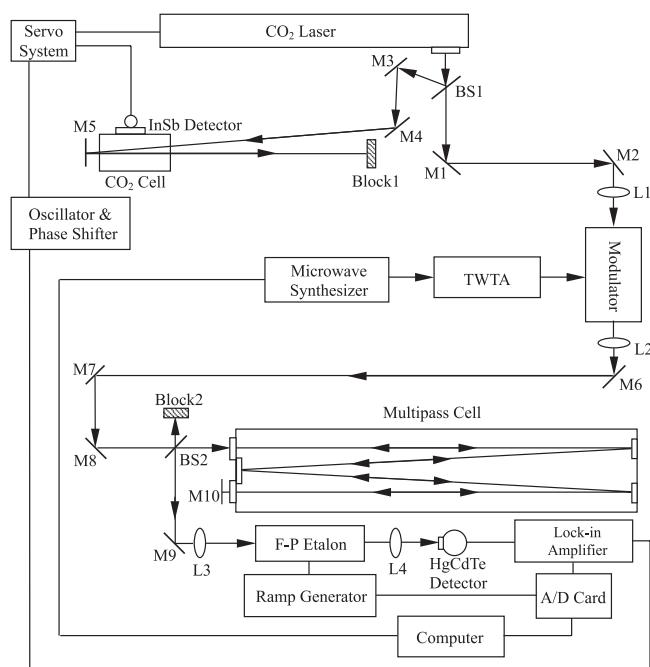 Servo
System
CO2 Laser
M3
BS1
M5
InSb Detector
M4
CO2 Cell
Block1
M1
M2
L1
Oscillator &
Phase Shifter
Microwave
Synthesizer
TWTA
Modulator
L2
M7
M6
Block2
Multipass Cell
M8
BS2
M10
M9
L3
F-P Etalon
L4
HgCdTe
Detector
Lock-in
Amplifier
Ramp Generator
A/D Card
Computer